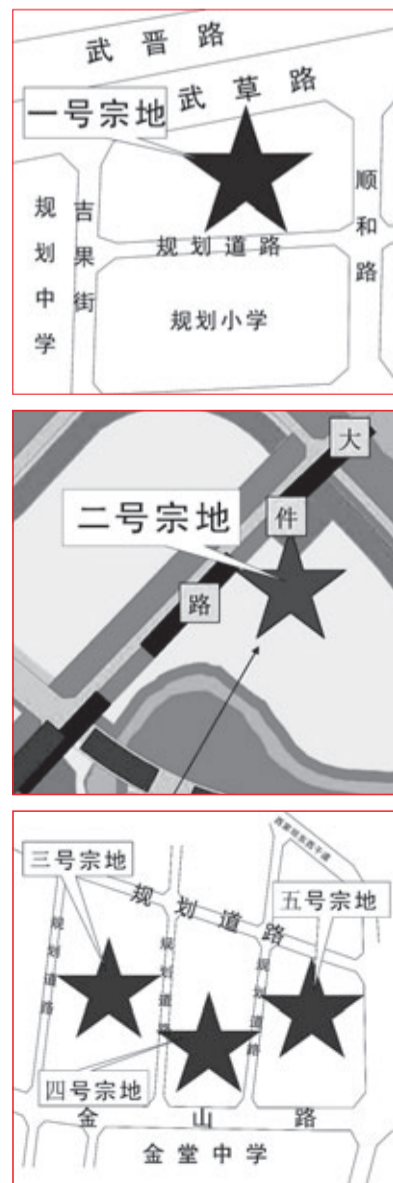 武晋路
武草路
一号宗地
规划中学
吉果街
顺和路
规划道路
规划小学
大件路
二号宗地
三号宗地
规划道路
五号宗地
规划道路
规划道路
规划道路
四号宗地
金山路
金堂中学